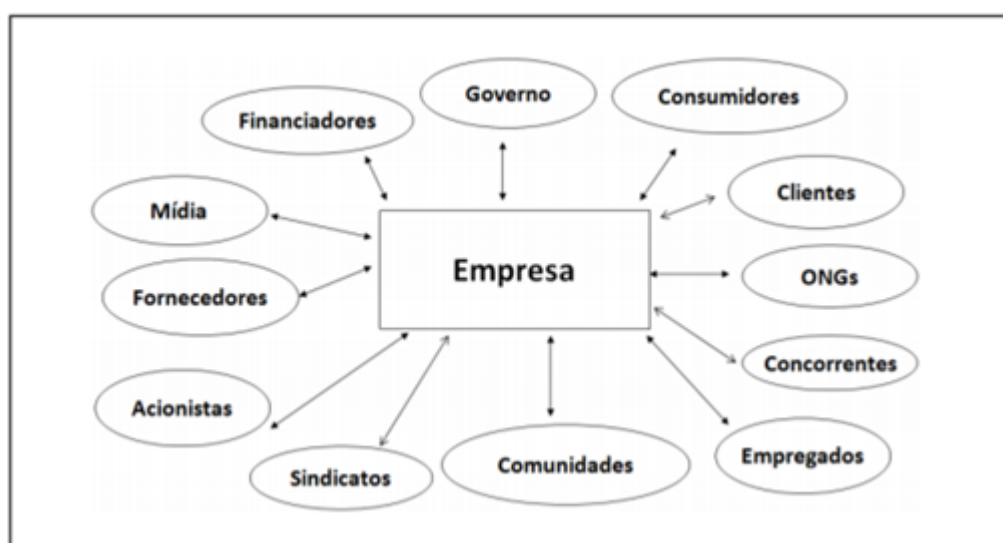 Governo
Consumidores
Financiadores
Clientes
Mídia
Empresa
ONGs
Fornecedores
Concorrentes
Acionistas
Empregados
Comunidades
Sindicatos